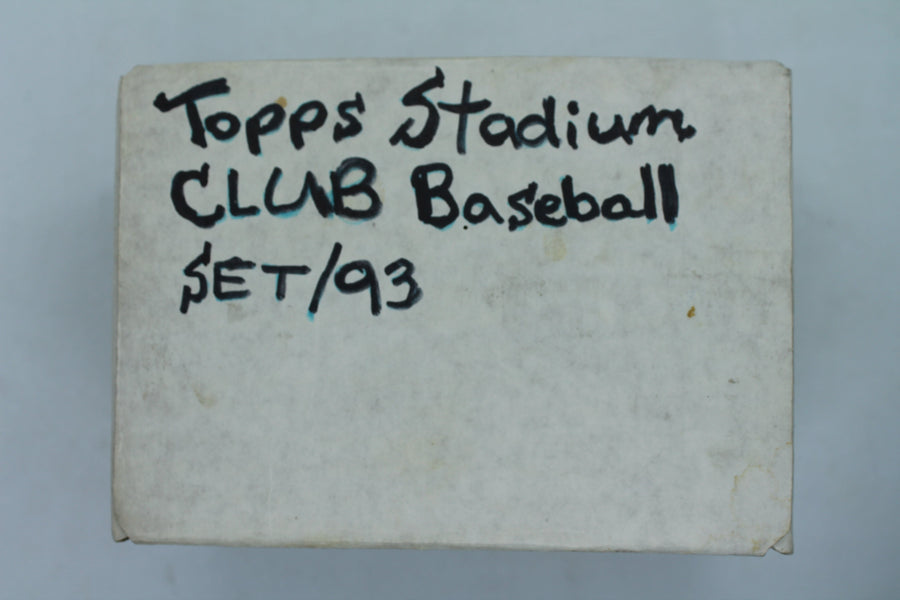 Topps Stadium
CLUB Baseball
SET/93